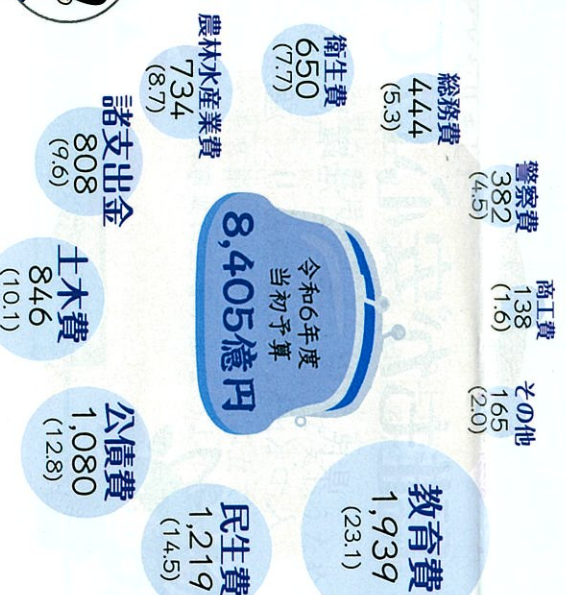 令和6年度
当初予算
8,405億円
教育費
1,939
(23.1)
民生費
1,219
(14.5)
公債費
1,080
(12.8)
土木費
846
(10.1)
諸支出金
808
(9.6)
農林水産業費
734
(8.7)
衛生費
650
(7.7)
総務費
444
(5.3)
警察費
382
(4.5)
商工費
138
(1.6)
その他
165
(2.0)